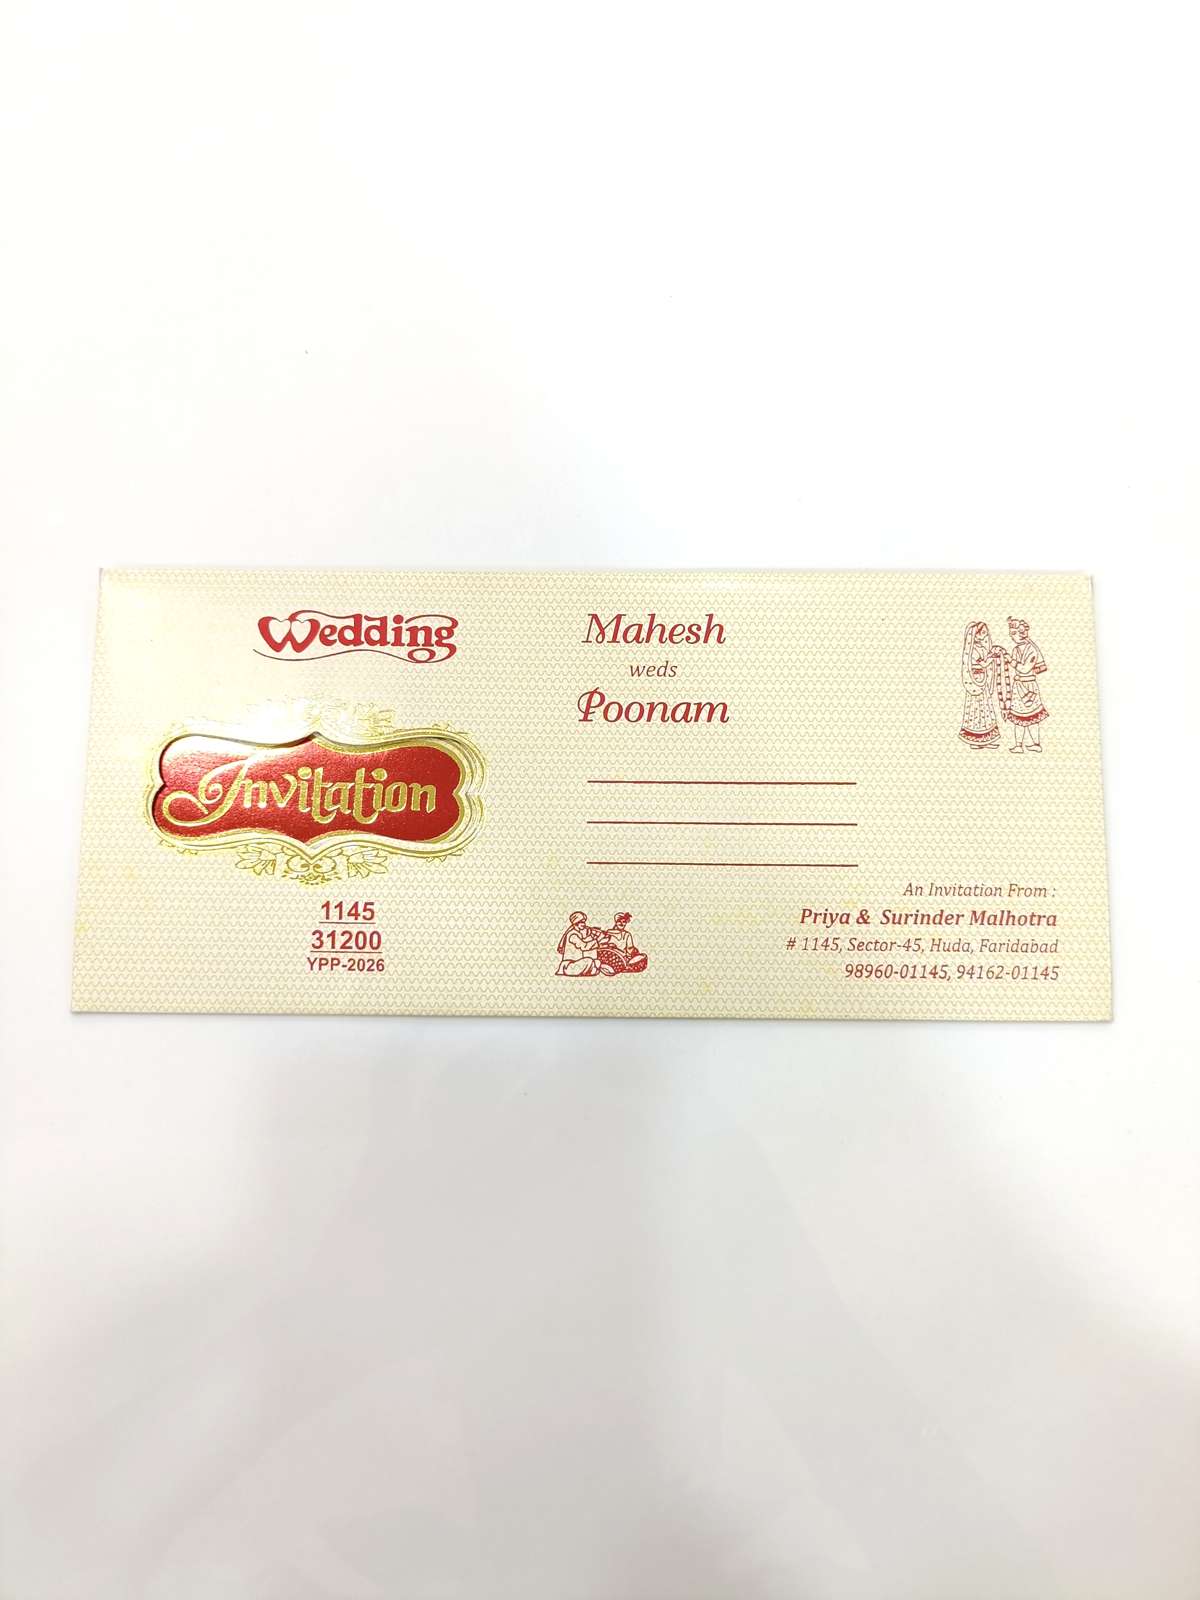 Wedding
Invitation
1145
31200
YPP-2026
Mahesh
weds
Poonam
An Invitation From :
Priya & Surinder Malhotra
# 1145, Sector-45, Huda, Faridabad
98960-01145, 94162-01145